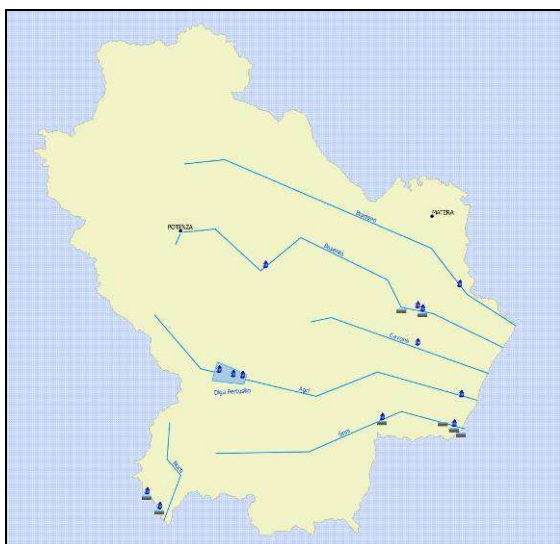 Bradano
MATERA
POTENZA
Basento
Cavone
Diga Pertusillo
Agri
Sinni
Noce